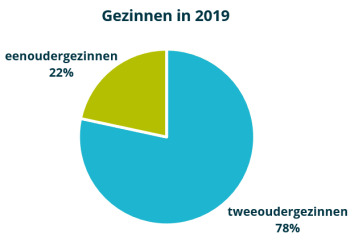 Gezinnen in 2019
eenoudergezinnen
22%
tweeoudergezinnen
78%